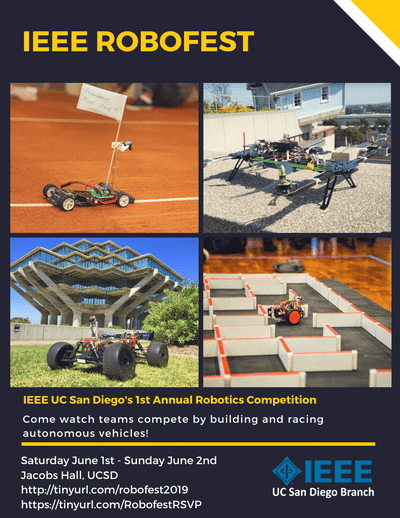 IEEE ROBOFEST
IEEE UC San Diego's 1st Annual Robotics Competition
Come watch teams compete by building and racing
autonomous vehicles!
Saturday June 1st - Sunday June 2nd
Jacobs Hall, UCSD
http://tinyurl.com/robofest2019
https://tinyurl.com/RobofestRSVP
IEEE
UC San Diego Branch